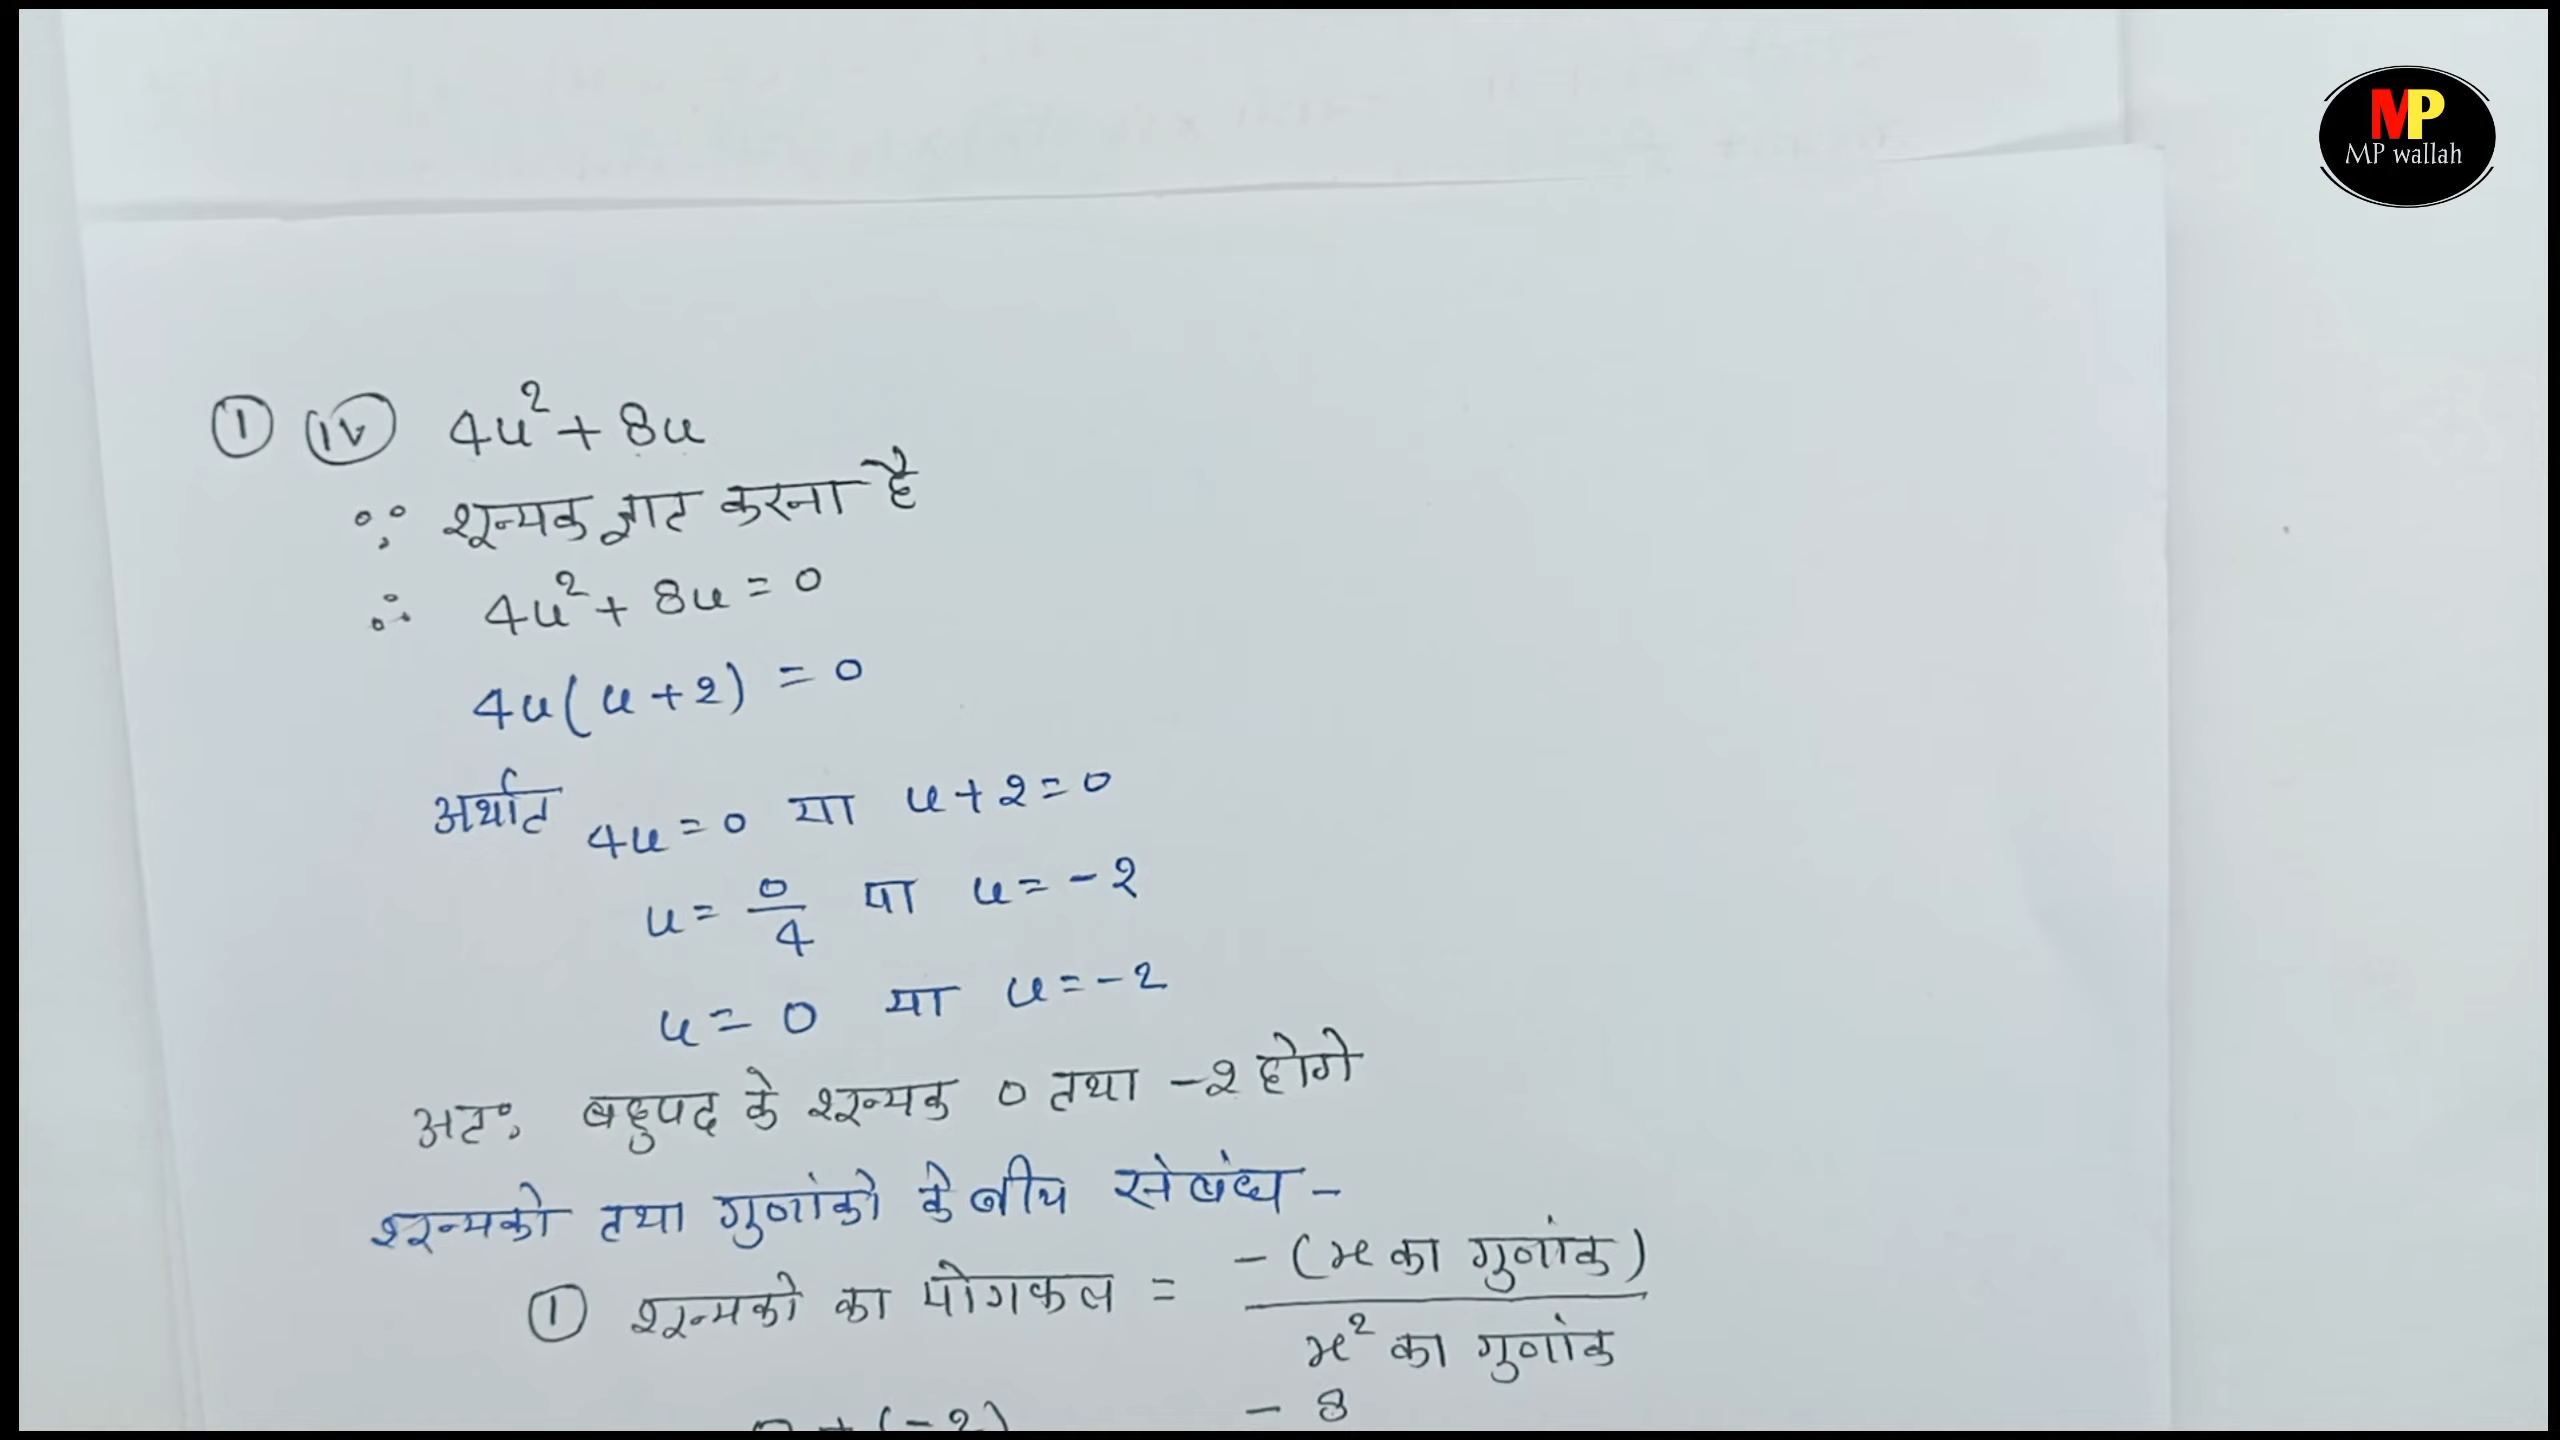 MP
MP wallah
① (iv) 4u² + 8u
∵ शून्यक ज्ञात करना है
∴ 4u² + 8u = 0
4u(u+2) = 0
अर्थात 4u = 0 या u+2=0
u = 0/4 या u = -2
u = 0 या u = -2
अतः बहुपद के शून्यक 0 तथा -2 होगे
शून्यको तथा गुणांको के बीच संबंध -
① शून्यको का योगफल = -(x का गुणांक) / x² का गुणांक
0 + (-2) -8